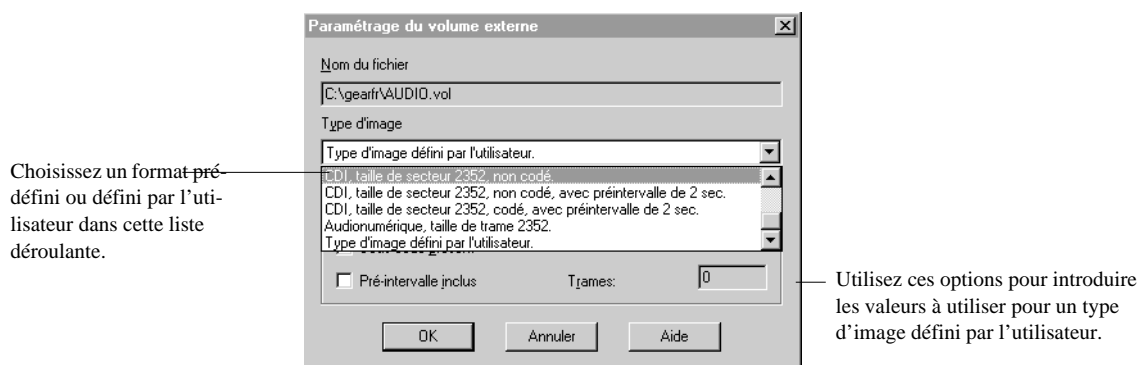 Paramétrage du volume externe
Nom du fichier
C:\gearfr\AUDIO.vol
Type d'image
Type d'image défini par l'utilisateur.
CDI, taille de secteur 2352, non codé.
CDI, taille de secteur 2352, non codé, avec préintervalle de 2 sec.
CDI, taille de secteur 2352, codé, avec préintervalle de 2 sec.
Audionumérique, taille de trame 2352.
Type d'image défini par l'utilisateur.
Pré-intervalle inclus
Trames:
0
OK
Annuler
Aide
Choisissez un format pré-
défini ou défini par l'uti-
lisateur dans cette liste
déroulante.
Utilisez ces options pour introduire
les valeurs à utiliser pour un type
d'image défini par l'utilisateur.